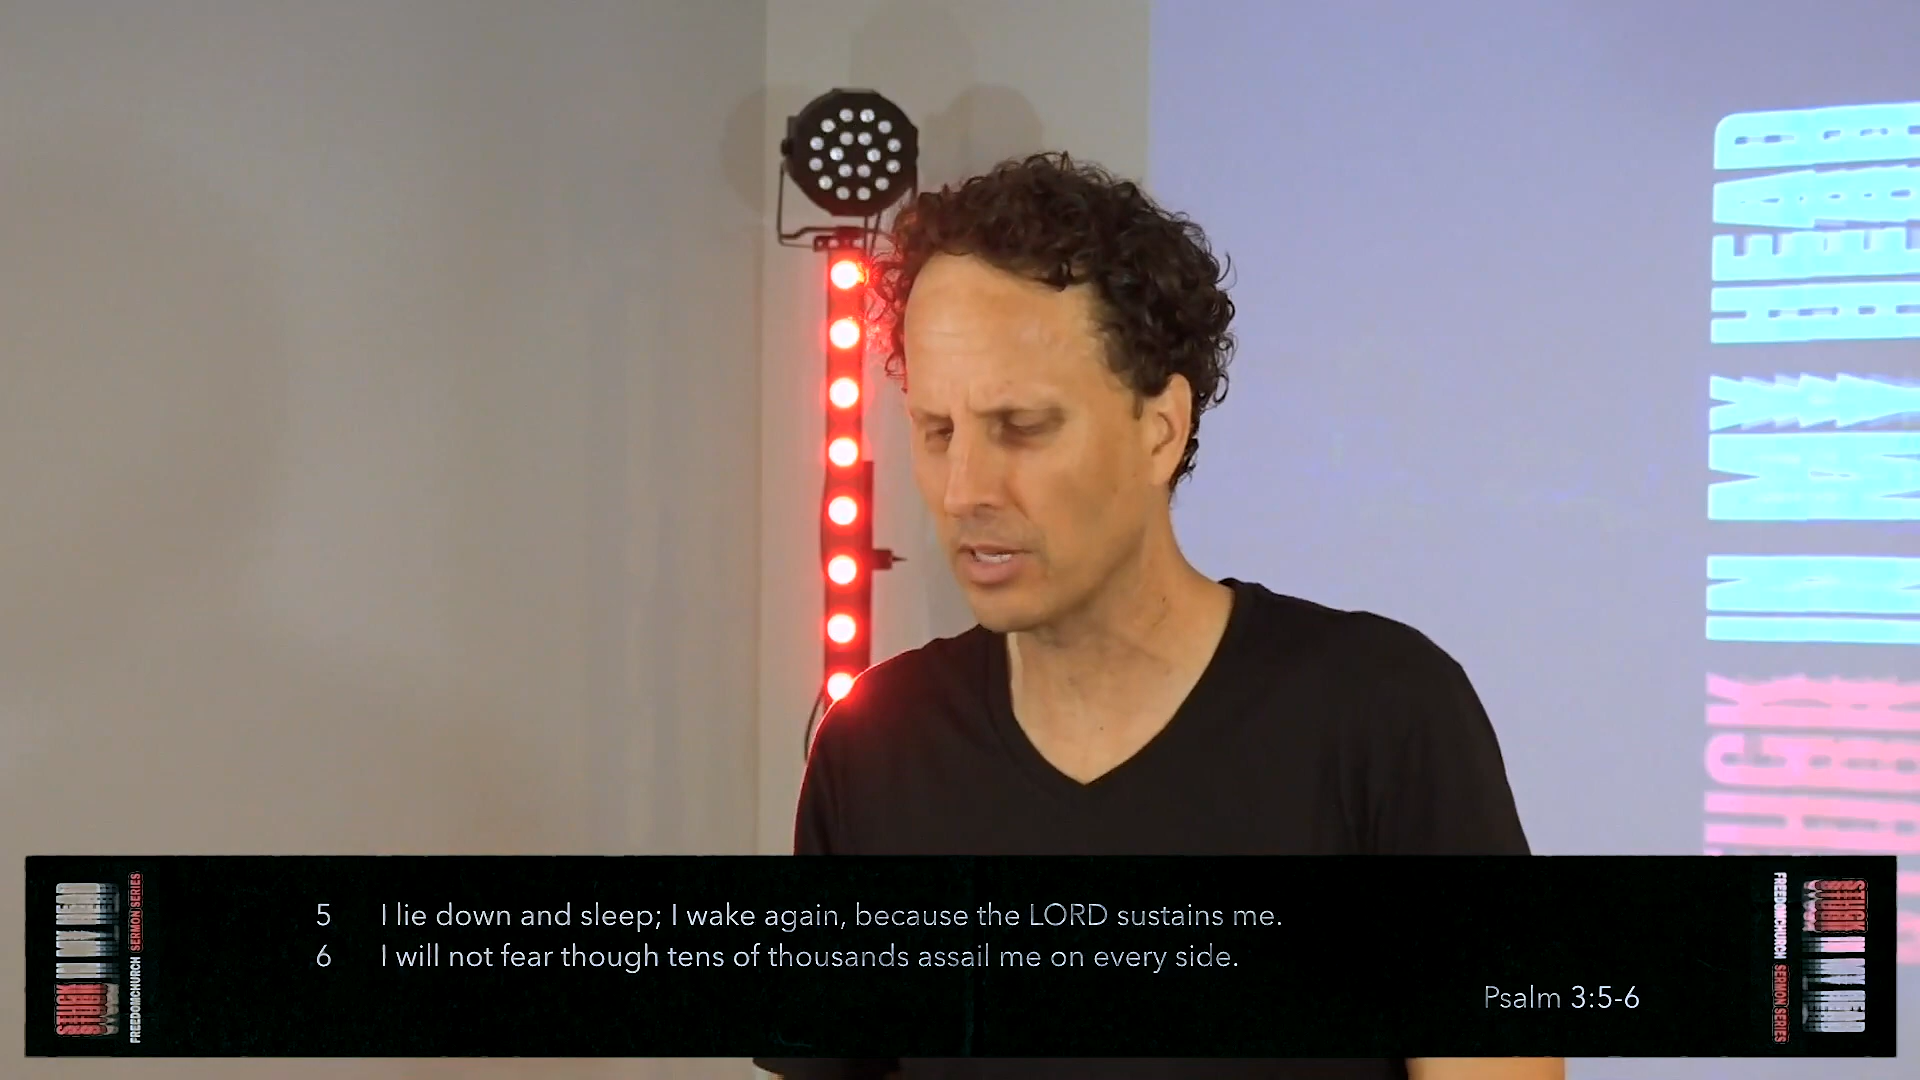 STUCK IN MY HEAD
STUCK IN MY HEAD
FREEDOMCHURCH SERMON SERIES
5 I lie down and sleep; I wake again, because the LORD sustains me.
6 I will not fear though tens of thousands assail me on every side.
Psalm 3:5-6
FREEDOMCHURCH SERMON SERIES
STUCK IN MY HEAD